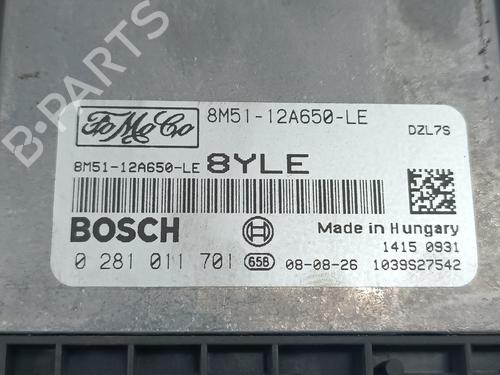 B-PARTS
FoMoCo
8M51-12A650-LE
DZL7S
8M51-12A650-LE 8YLE
BOSCH
Made in Hungary
1415 0931
0 281 011 701 65B 08-08-26 1039S27542